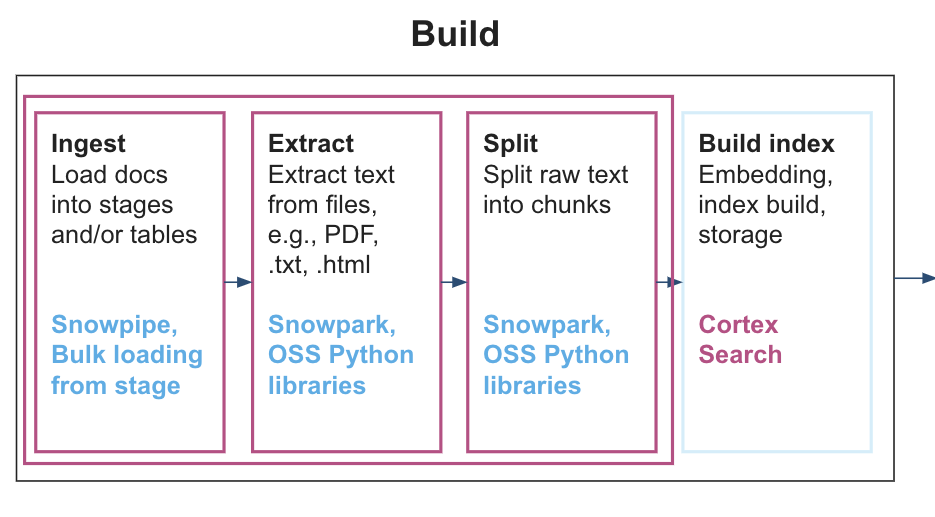 Build
Ingest
Load docs
into stages
and/or tables
Snowpipe,
Bulk loading
from stage
Extract
Extract text
from files,
e.g., PDF,
.txt, .html
Snowpark,
OSS Python
libraries
Split
Split raw text
into chunks
Snowpark,
OSS Python
libraries
Build index
Embedding,
index build,
storage
Cortex
Search